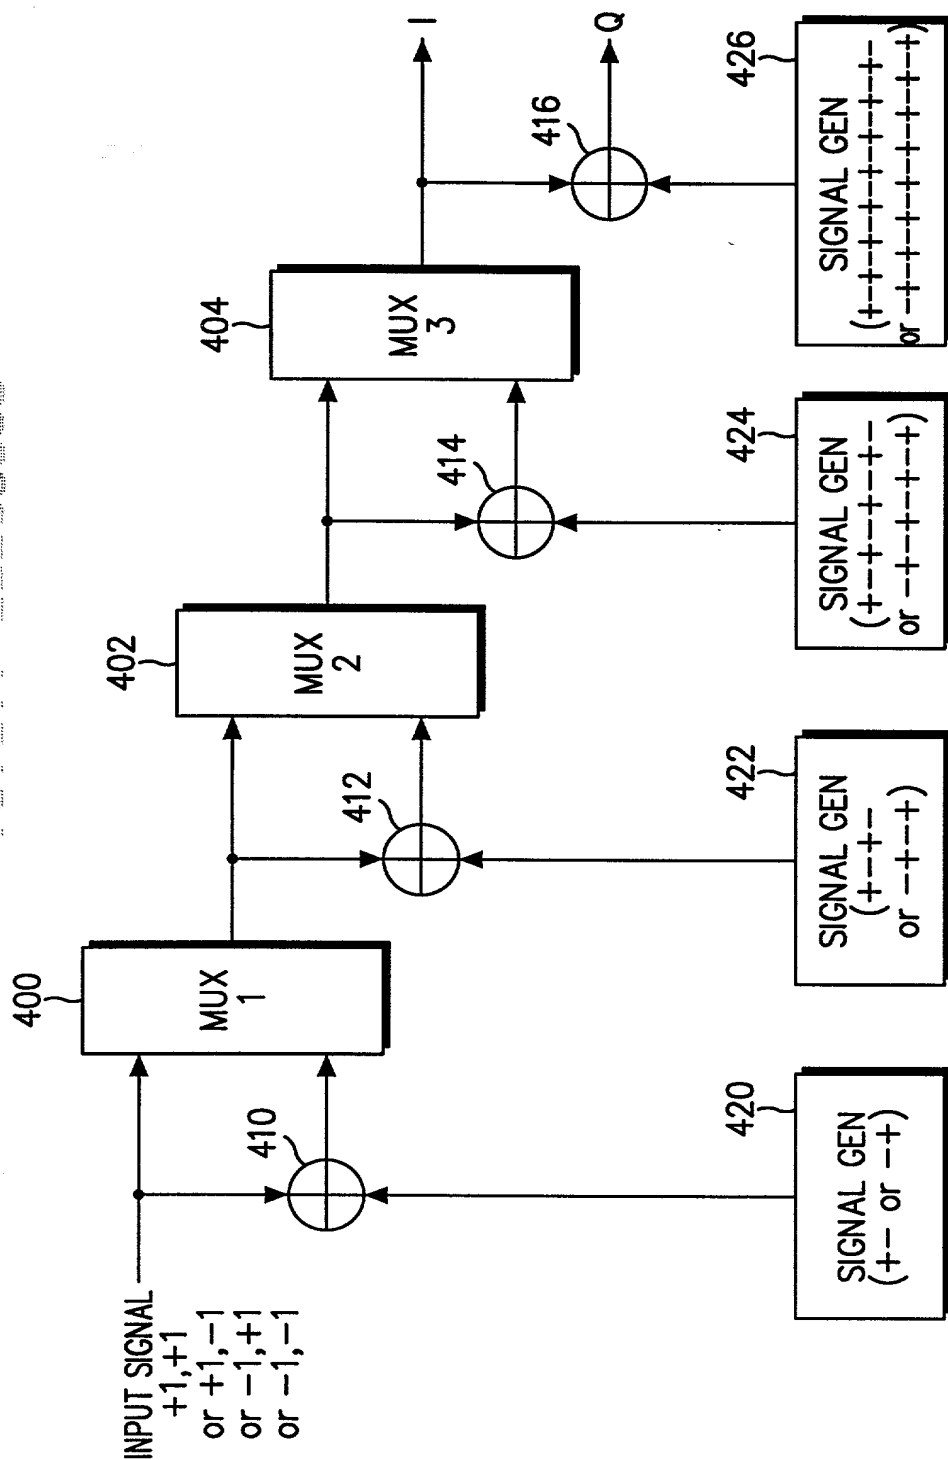 INPUT SIGNAL
+1,+1
or +1,−1
or −1,+1
or −1,−1
410
400
MUX
1
412
402
MUX
2
414
404
MUX
3
416
I
Q
420
SIGNAL GEN
(+− or −+)
422
SIGNAL GEN
(+−+−
or −+−+)
424
SIGNAL GEN
(+−+−+−+−
or −+−+−+−+)
426
SIGNAL GEN
(+−+−+−+−+−+−+−+−
or −+−+−+−+−+−+−+−+)